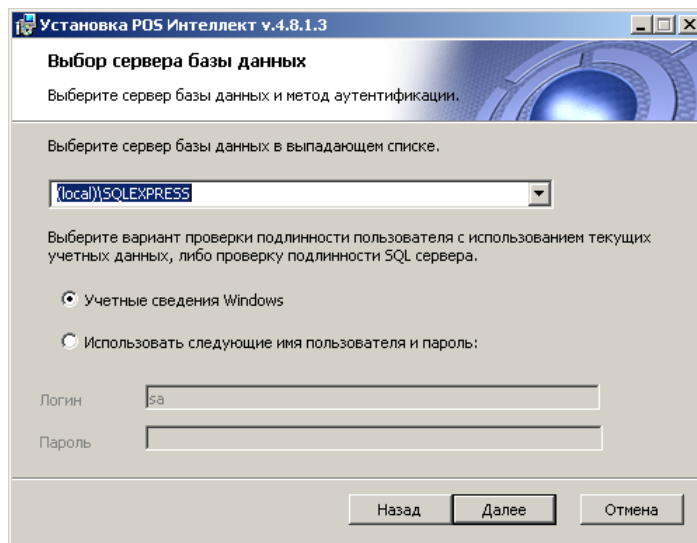 Установка POS Интеллект v.4.8.1.3
Выбор сервера базы данных
Выберите сервер базы данных и метод аутентификации.
Выберите сервер базы данных в выпадающем списке.
(local)\SQLEXPRESS
Выберите вариант проверки подлинности пользователя с использованием текущих
учетных данных, либо проверку подлинности SQL сервера.
Учетные сведения Windows
Использовать следующие имя пользователя и пароль:
Логин sa
Пароль
Назад Далее Отмена